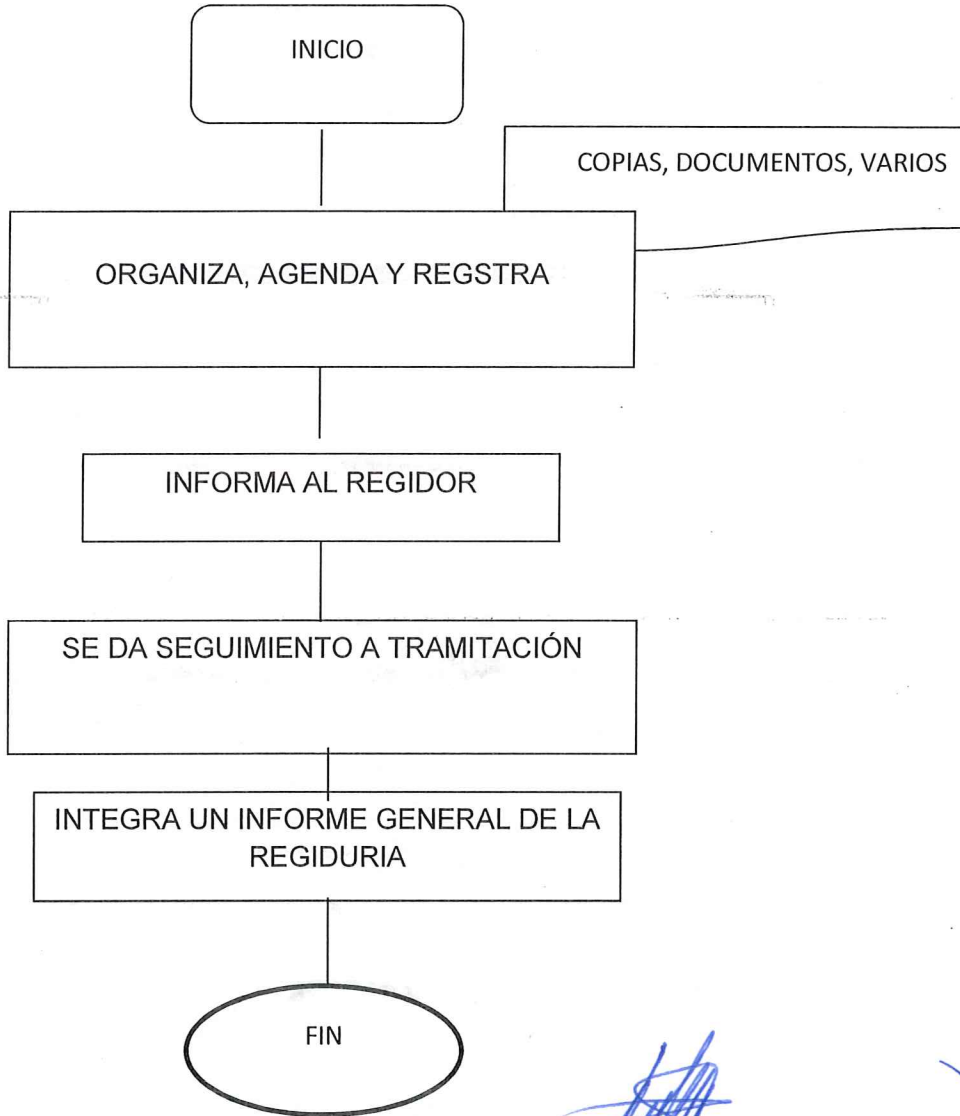 INICIO
COPIAS, DOCUMENTOS, VARIOS
ORGANIZA, AGENDA Y REGSTRA
INFORMA AL REGIDOR
SE DA SEGUIMIENTO A TRAMITACIÓN
INTEGRA UN INFORME GENERAL DE LA
REGIDURIA
FIN